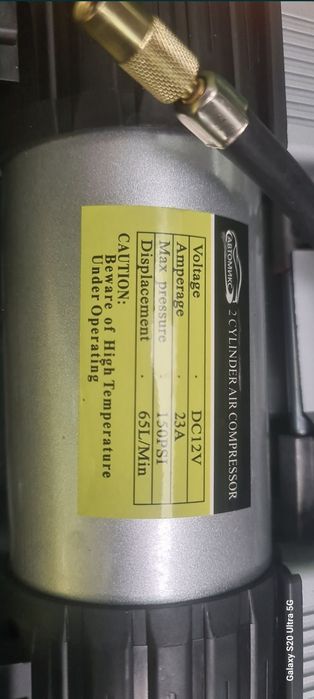 АВТОМИКС
2 CYLINDER AIR COMPRESSOR
Voltage . DC12V
Amperage . 23A
Max pressure . 150PSI
Displacement . 65L/Min
CAUTION:
Beware of High Temperature
Under Operating
Galaxy S20 Ultra 5G